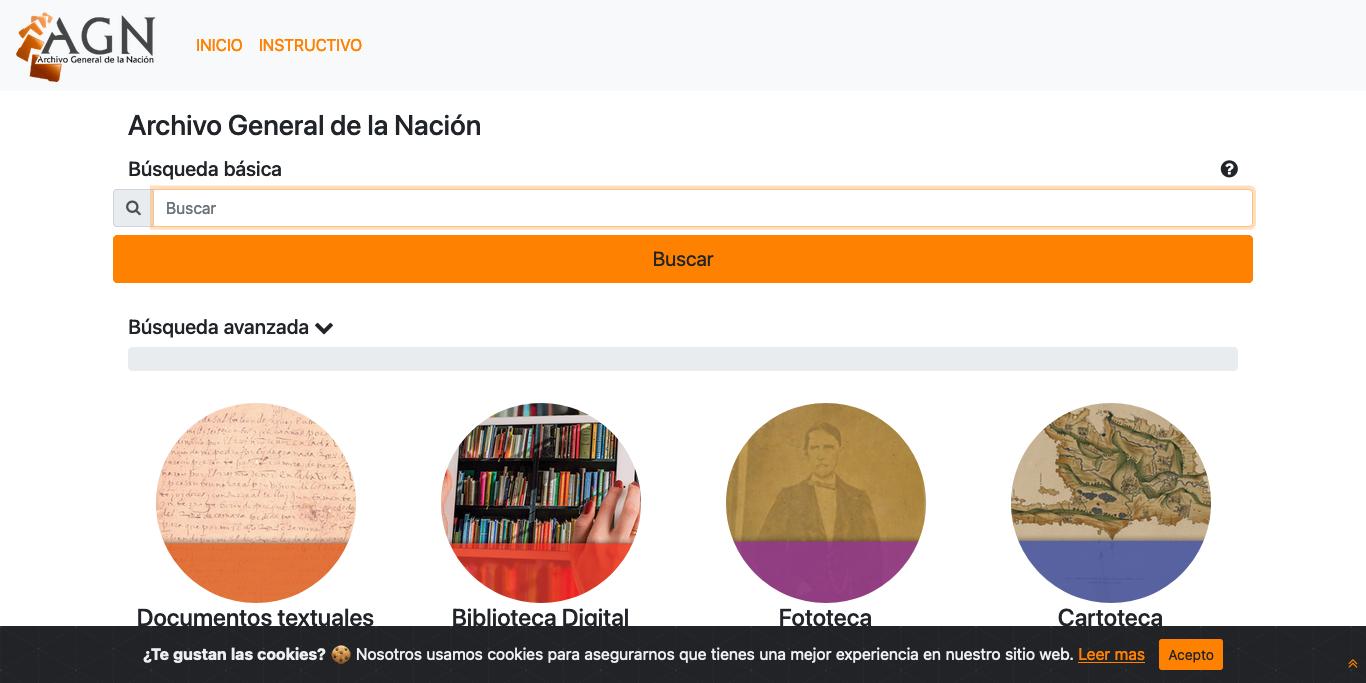 AGN
Archivo General de la Nación
INICIO INSTRUCTIVO
Archivo General de la Nación
Búsqueda básica
Buscar
Buscar
Búsqueda avanzada
Documentos textuales Biblioteca Digital Fototeca Cartoteca
¿Te gustan las cookies? 🍪 Nosotros usamos cookies para asegurarnos que tienes una mejor experiencia en nuestro sitio web. Leer mas Acepto